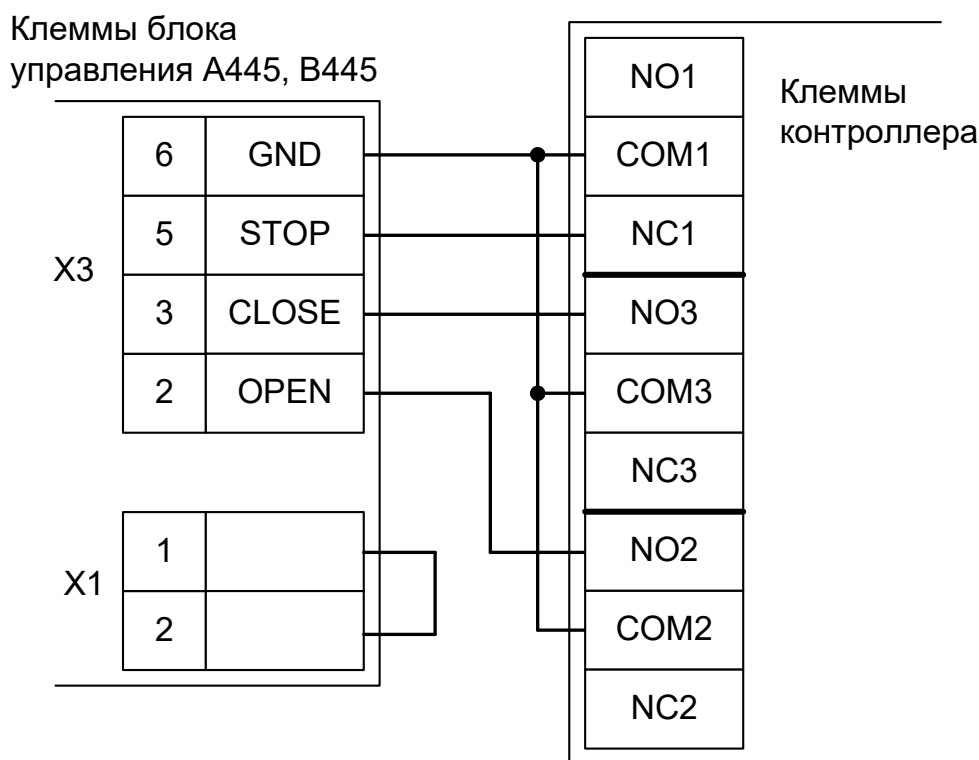 Клеммы блока
управления A445, B445
X3
6 GND
5 STOP
3 CLOSE
2 OPEN
X1
1
2
NO1
COM1
NC1
NO3
COM3
NC3
NO2
COM2
NC2
Клеммы
контроллера